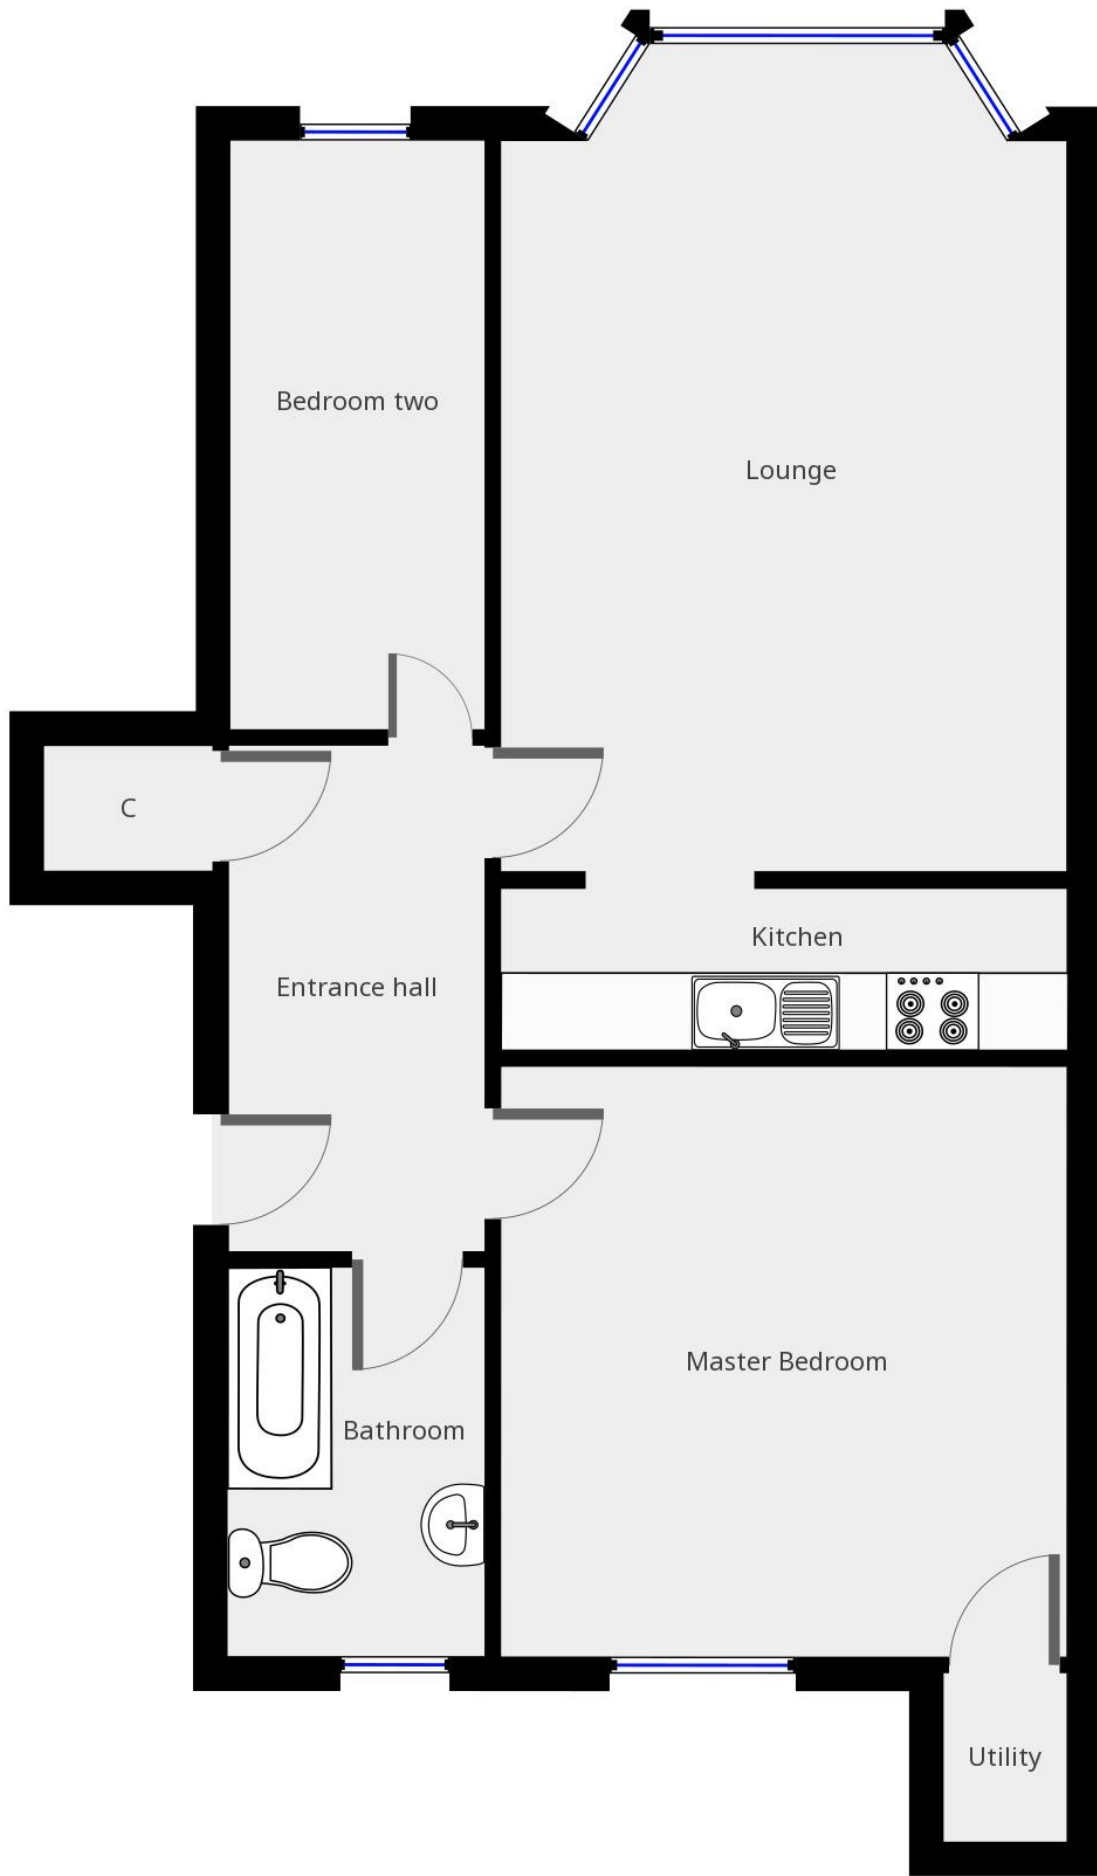 Bedroom two
Lounge
C
Kitchen
Entrance hall
Master Bedroom
Bathroom
Utility